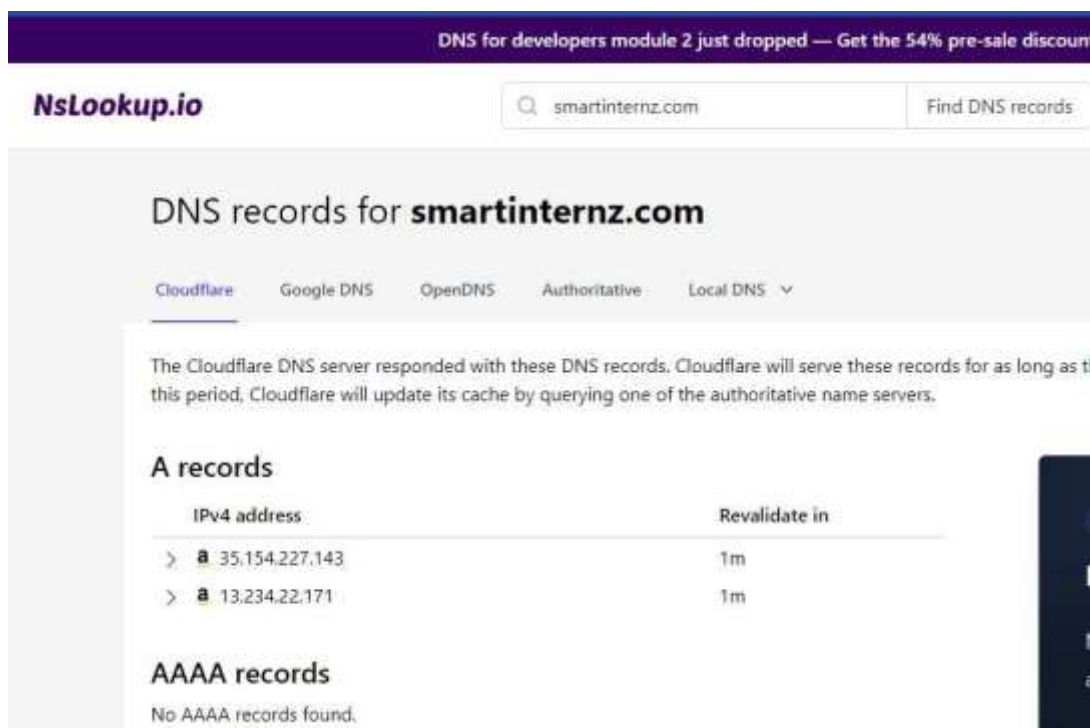 DNS for developers module 2 just dropped — Get the 54% pre-sale discoun
NsLookup.io
smartinternz.com
Find DNS records
DNS records for smartinternz.com
Cloudflare Google DNS OpenDNS Authoritative Local DNS
The Cloudflare DNS server responded with these DNS records. Cloudflare will serve these records for as long as t
this period, Cloudflare will update its cache by querying one of the authoritative name servers.
A records
IPv4 address Revalidate in
a 35.154.227.143 1m
a 13.234.22.171 1m
AAAA records
No AAAA records found.